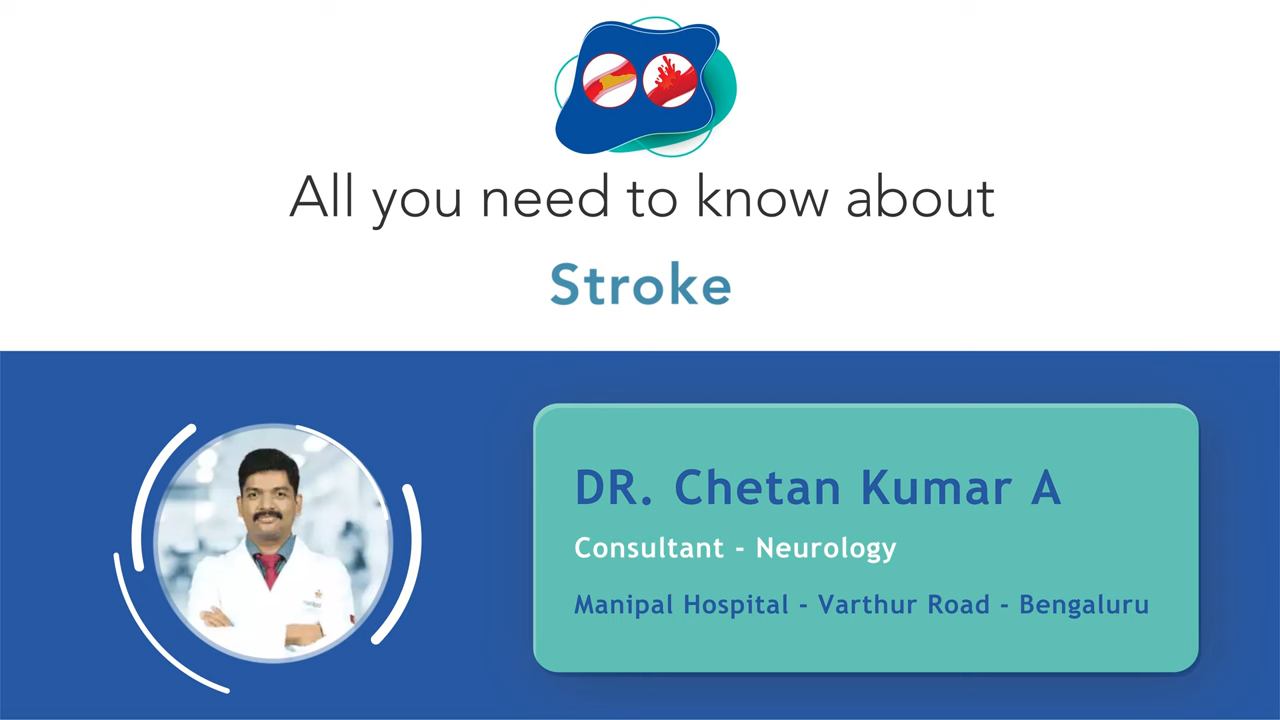 All you need to know about
Stroke
DR. Chetan Kumar A
Consultant - Neurology
Manipal Hospital - Varthur Road - Bengaluru